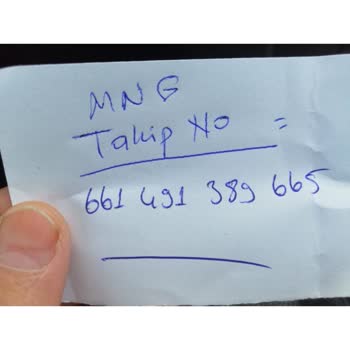 MNG
Takip No =
661 491 389 665